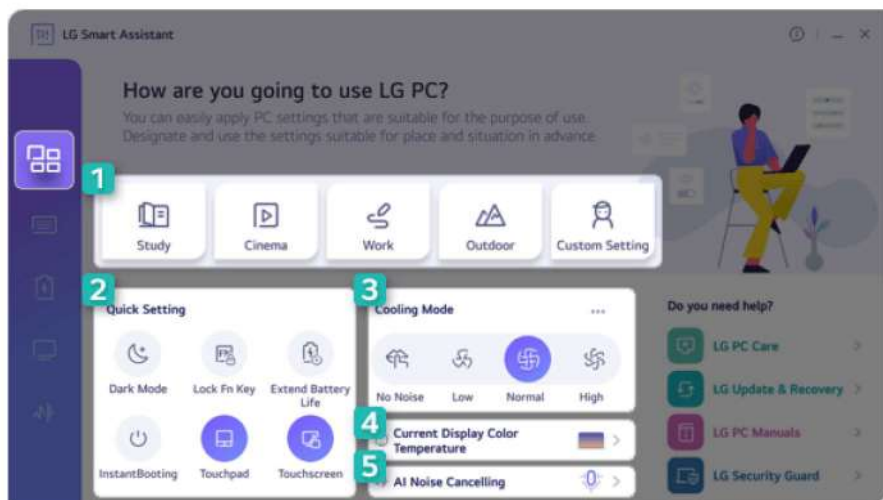 LG Smart Assistant
How are you going to use LG PC?
You can easily apply PC settings that are suitable for the purpose of use.
Designate and use the settings suitable for place and situation in advance.
1
Study
Cinema
Work
Outdoor
Custom Setting
2
Quick Setting
Dark Mode
Lock Fn Key
Extend Battery
Life
InstantBooting
Touchpad
Touchscreen
3
Cooling Mode
No Noise
Low
Normal
High
4
Current Display Color
Temperature
5
AI Noise Cancelling
Do you need help?
LG PC Care
LG Update & Recovery
LG PC Manuals
LG Security Guard